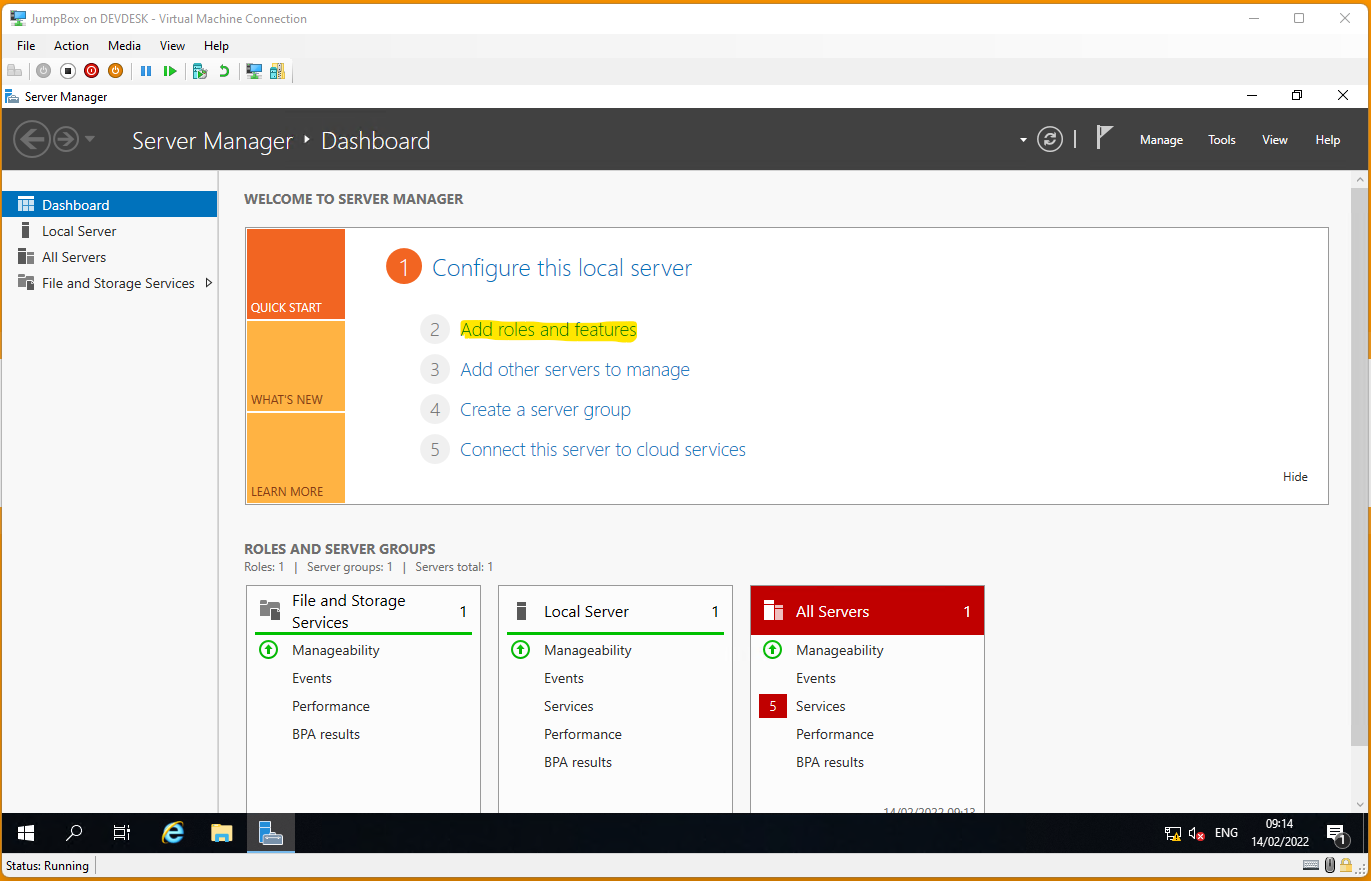 JumpBox on DEVDESK - Virtual Machine Connection
File Action Media View Help
Server Manager
Server Manager Dashboard
Manage Tools View Help
Dashboard
Local Server
All Servers
File and Storage Services
WELCOME TO SERVER MANAGER
QUICK START
WHAT'S NEW
LEARN MORE
1 Configure this local server
2 Add roles and features
3 Add other servers to manage
4 Create a server group
5 Connect this server to cloud services
Hide
ROLES AND SERVER GROUPS
Roles: 1 | Server groups: 1 | Servers total: 1
File and Storage
Services 1
Manageability
Events
Performance
BPA results
Local Server 1
Manageability
Events
Services
Performance
BPA results
All Servers 1
Manageability
Events
5 Services
Performance
BPA results
14/02/2022 09:13
ENG
09:14
14/02/2022
1
Status: Running